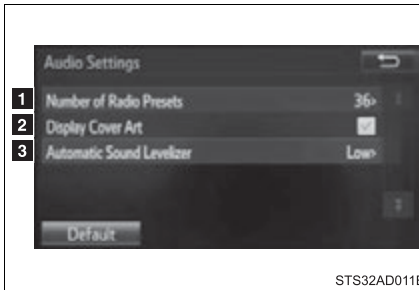 Audio Settings
1 Number of Radio Presets 36>
2 Display Cover Art
3 Automatic Sound Levelizer Low>
Default
STS32AD011